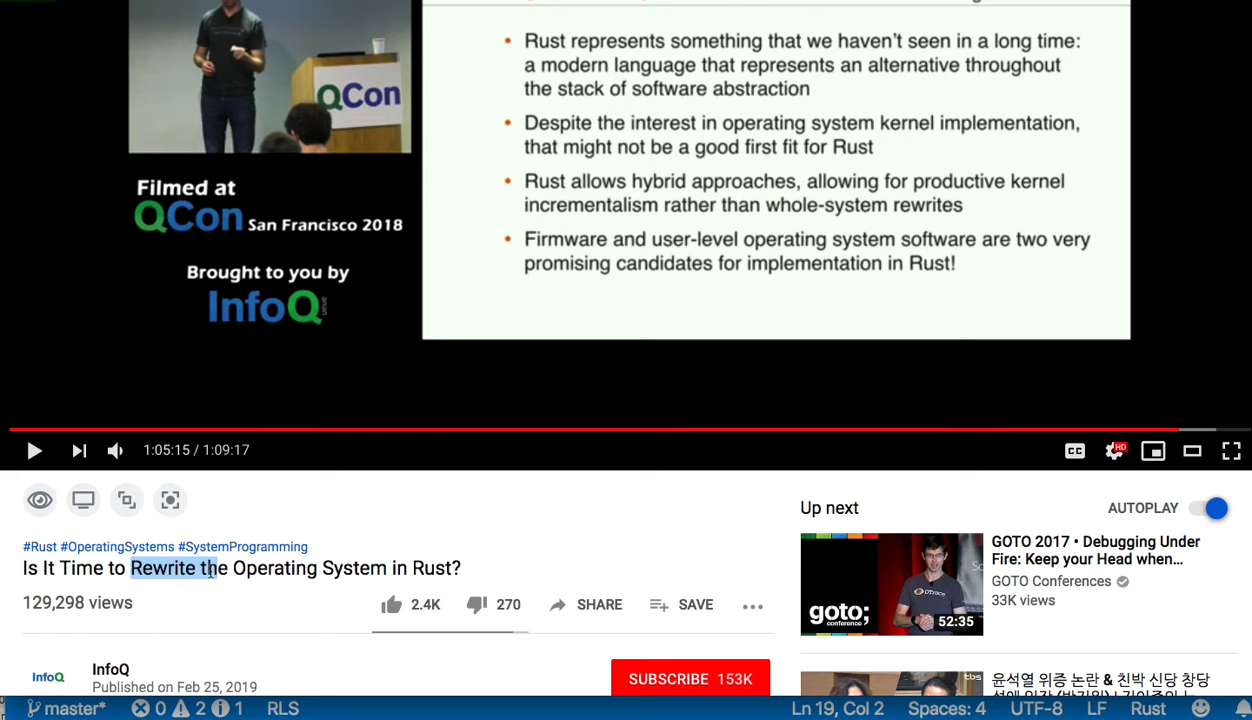 Rust represents something that we haven't seen in a long time:
a modern language that represents an alternative throughout
the stack of software abstraction
Despite the interest in operating system kernel implementation,
that might not be a good first fit for Rust
Rust allows hybrid approaches, allowing for productive kernel
incrementalism rather than whole-system rewrites
Firmware and user-level operating system software are two very
promising candidates for implementation in Rust!
QCon
Filmed at
QCon San Francisco 2018
Brought to you by
InfoQ
1:05:15 / 1:09:17
CC
HD
#Rust #OperatingSystems #SystemProgramming
Is It Time to Rewrite the Operating System in Rust?
129,298 views
2.4K
270
SHARE
SAVE
InfoQ
InfoQ
Published on Feb 25, 2019
SUBSCRIBE 153K
Up next
AUTOPLAY
goto;
conference
52:35
GOTO 2017 • Debugging Under
Fire: Keep your Head when...
GOTO Conferences
33K views
tbs
윤석열 위증 논란 & 친박 신당 창당
master*
0
2
1
RLS
Ln 19, Col 2
Spaces: 4
UTF-8
LF
Rust